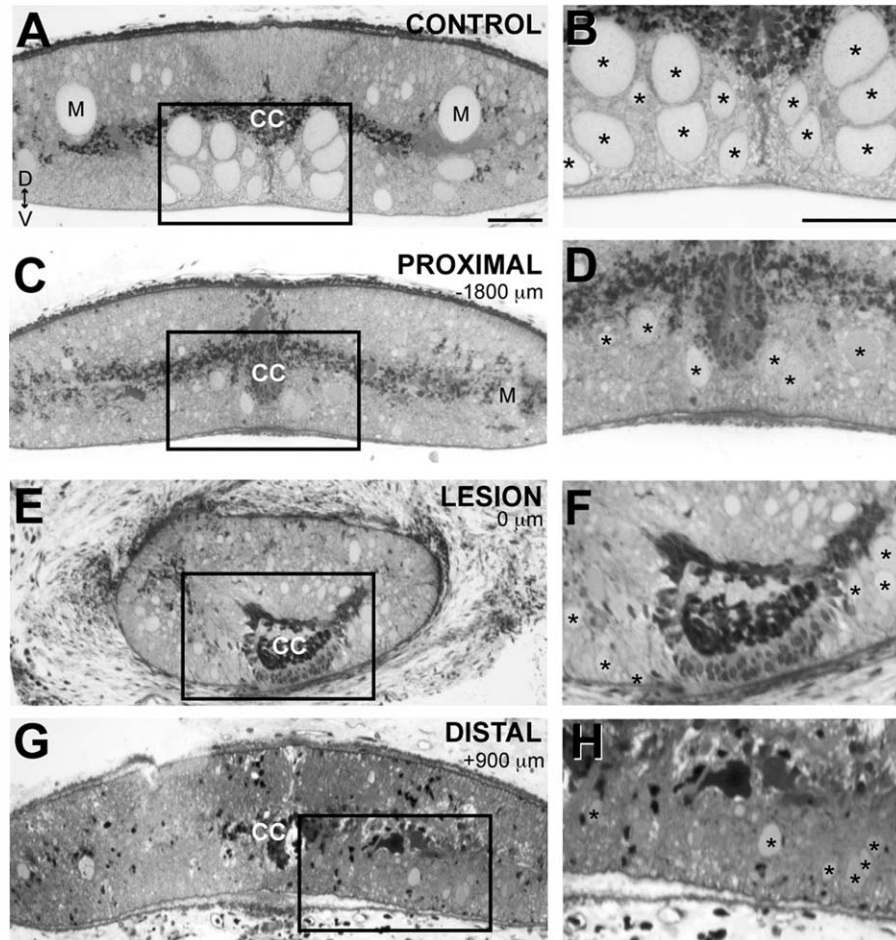 A
CONTROL
M
CC
M
D
V
B
* * * * * * * * * * * *
C
PROXIMAL
-1800 µm
CC
M
D
* * * * * *
E
LESION
0 µm
CC
F
* * * * * *
G
DISTAL
+900 µm
CC
H
* * * * * *